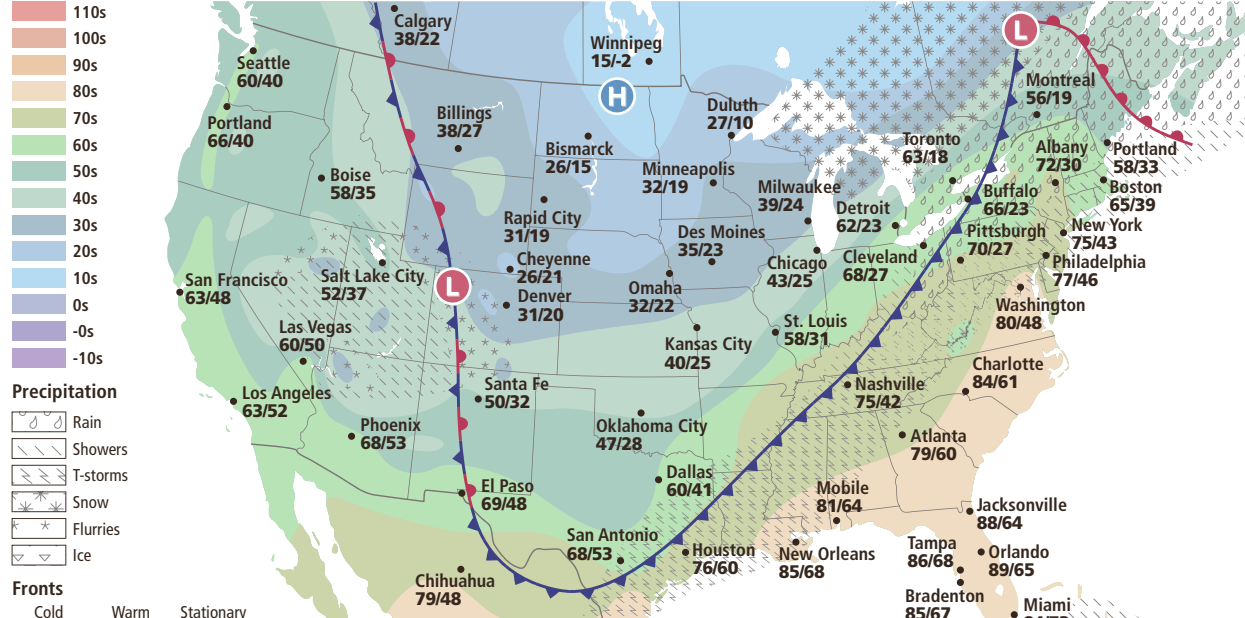 110s
100s
90s
80s
70s
60s
50s
40s
30s
20s
10s
0s
-0s
-10s
Precipitation
Rain
Showers
T-storms
Snow
Flurries
Ice
Fronts
Cold Warm Stationary
Calgary
38/22
Winnipeg
15/-2
L
Seattle
60/40
H
Montreal
56/19
Portland
66/40
Billings
38/27
Duluth
27/10
Bismarck
26/15
Toronto
63/18
Albany
72/30
Portland
58/33
Boise
58/35
Minneapolis
32/19
Milwaukee
39/24
Buffalo
66/23
Boston
65/39
Rapid City
31/19
Detroit
62/23
Des Moines
35/23
Pittsburgh
70/27
New York
75/43
Cheyenne
26/21
Chicago
43/25
Cleveland
68/27
Philadelphia
77/46
San Francisco
63/48
Salt Lake City
52/37
L
Denver
31/20
Omaha
32/22
Washington
80/48
Las Vegas
60/50
Kansas City
40/25
St. Louis
58/31
Los Angeles
63/52
Santa Fe
50/32
Nashville
75/42
Charlotte
84/61
Phoenix
68/53
Oklahoma City
47/28
Atlanta
79/60
El Paso
69/48
Dallas
60/41
Mobile
81/64
Jacksonville
88/64
San Antonio
68/53
Houston
76/60
New Orleans
85/68
Tampa
86/68
Orlando
89/65
Chihuahua
79/48
Bradenton
85/67
Miami